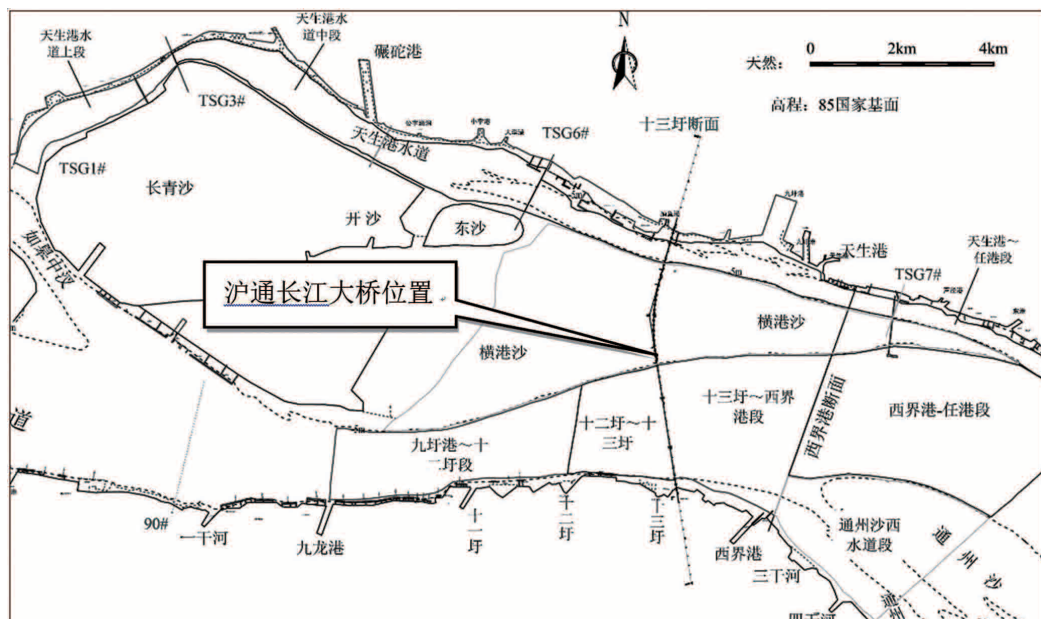 天生港水
道上段
天生港水
道中段
碾砣港
N
0
2km
4km
天然：
高程：85国家基面
TSG3#
TSG1#
天生港水道
TSG6#
十三圩断面
长青沙
开沙
东沙
如皋中汊
天生港
TSG7#
天生港～
任港段
-5m
沪通长江大桥位置
横港沙
横港沙
九圩港～十
二圩段
十二圩～十
三圩
十三圩～西界
港段
西界港断面
西界港-任港段
道
90#
一干河
九龙港
十一圩
十二圩
十三圩
西界港
三干河
四干河
通州沙西
水道段
通州沙